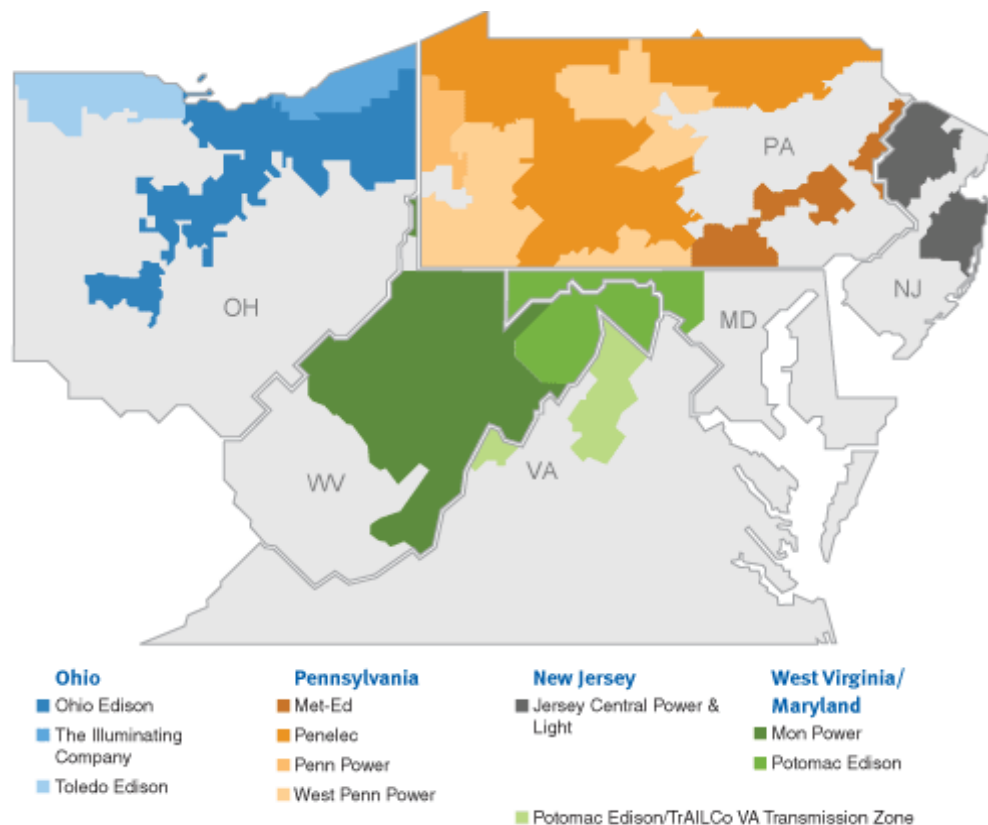 PA
NJ
OH
MD
WV
VA
Ohio
Ohio Edison
The Illuminating
Company
Toledo Edison
Pennsylvania
Met-Ed
Penelec
Penn Power
West Penn Power
New Jersey
Jersey Central Power &
Light
West Virginia/
Maryland
Mon Power
Potomac Edison
Potomac Edison/TrAILCo VA Transmission Zone